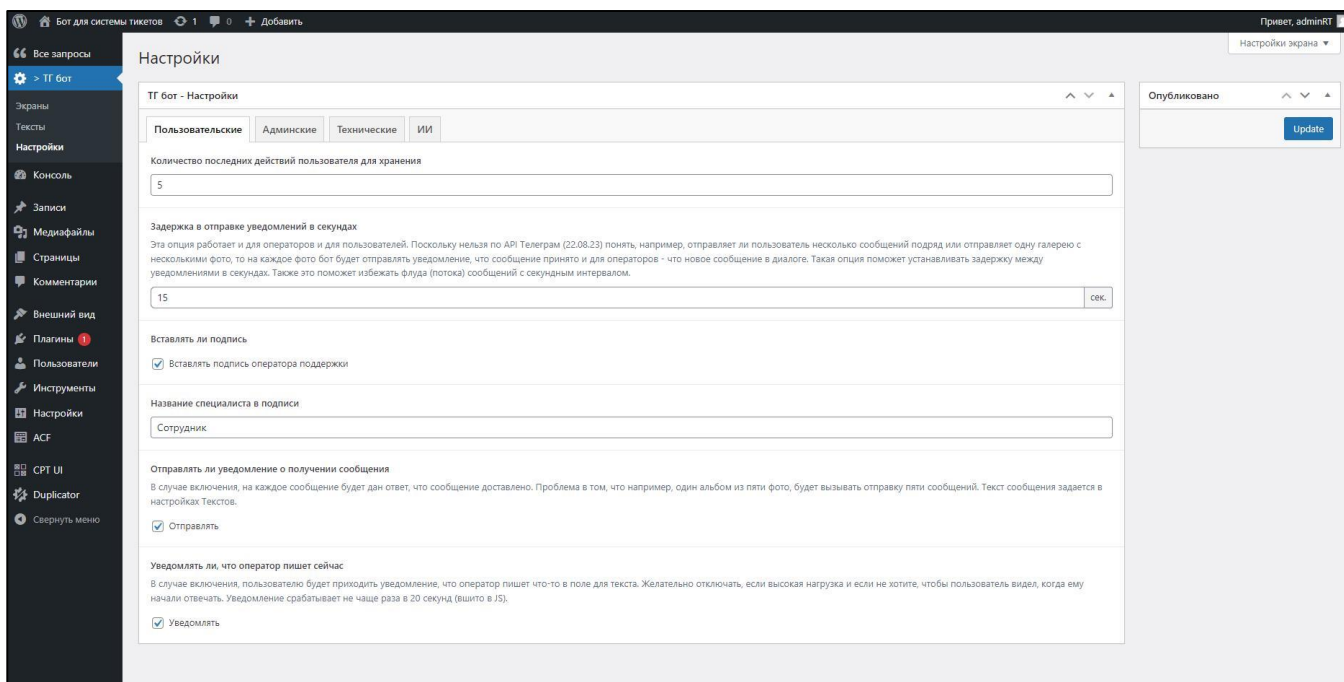 Бот для системы тикетов 1 0 + Добавить
Привет, adminRT
Настройки экрана ▼
Все запросы
> ТГ бот
Экраны
Тексты
Настройки
Консоль
Записи
Медиафайлы
Страницы
Комментарии
Внешний вид
Плагины 1
Пользователи
Инструменты
Настройки
ACF
CPT UI
Duplicator
Свернуть меню
Настройки
ТГ бот - Настройки
Пользовательские Админские Технические ИИ
Количество последних действий пользователя для хранения
5
Задержка в отправке уведомлений в секундах
Эта опция работает и для операторов и для пользователей. Поскольку нельзя по API Телеграм (22.08.23) понять, например, отправляет ли пользователь несколько сообщений подряд или отправляет одну галерею с
несколькими фото, то на каждое фото бот будет отправлять уведомление, что сообщение принято и для операторов - что новое сообщение в диалоге. Такая опция поможет устанавливать задержку между
уведомлениями в секундах. Также это поможет избежать флуда (потока) сообщений с секундным интервалом.
15 сек.
Вставлять ли подпись
Вставлять подпись оператора поддержки
Название специалиста в подписи
Сотрудник
Отправлять ли уведомление о получении сообщения
В случае включения, на каждое сообщение будет дан ответ, что сообщение доставлено. Проблема в том, что например, один альбом из пяти фото, будет вызывать отправку пяти сообщений. Текст сообщения задается в
настройках Текстов.
Отправлять
Уведомлять ли, что оператор пишет сейчас
В случае включения, пользователю будет приходить уведомление, что оператор пишет что-то в поле для текста. Желательно отключать, если высокая нагрузка и если не хотите, чтобы пользователь видел, когда ему
начали отвечать. Уведомление срабатывает не чаще раза в 20 секунд (вшито в JS).
Уведомлять
Опубликовано
Update